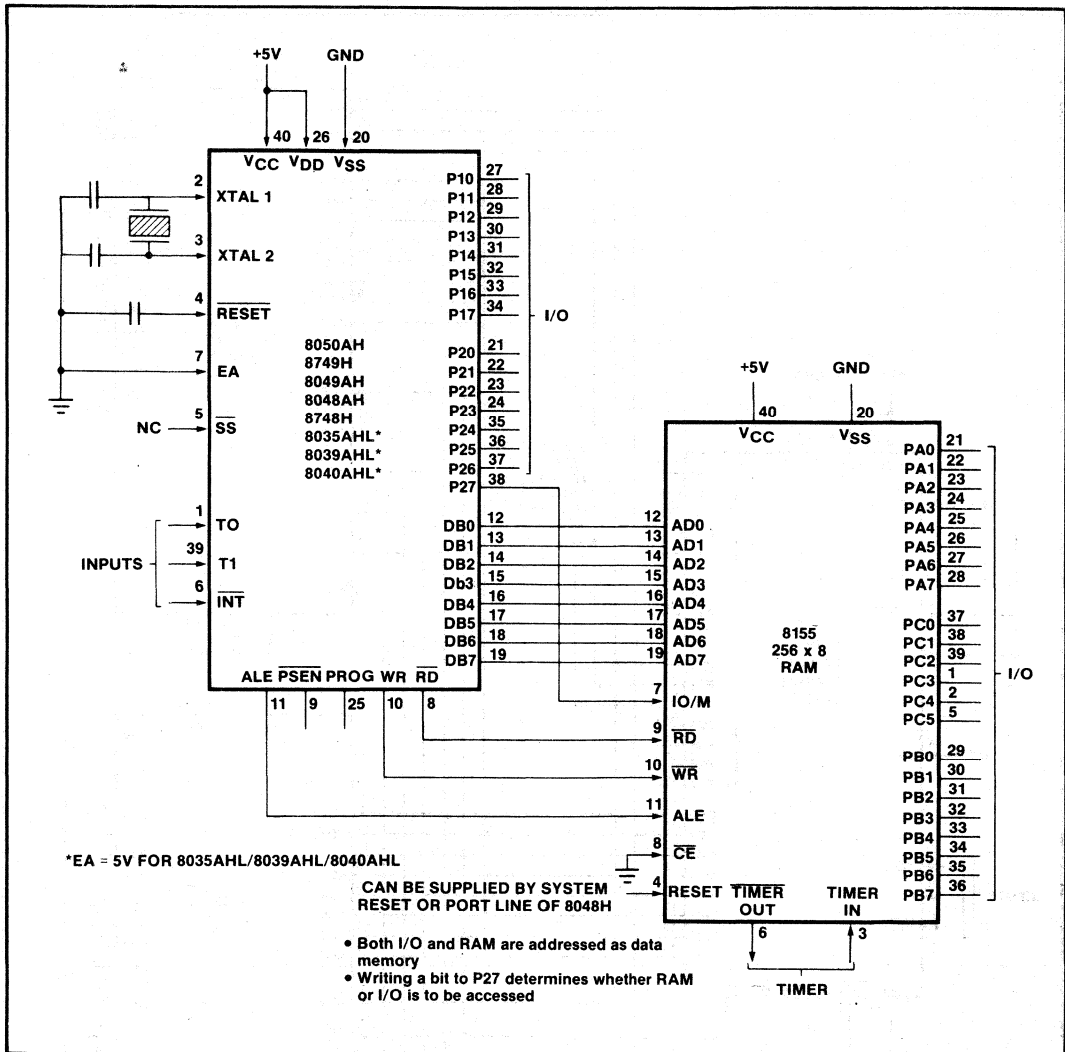 +5V GND
40 26 20
VCC VDD VSS
2 XTAL 1
3 XTAL 2
4 RESET
7 EA
NC 5 SS
INPUTS
1 TO
39 T1
6 INT
8050AH
8749H
8049AH
8048AH
8748H
8035AHL*
8039AHL*
8040AHL*
P10 27
P11 28
P12 29
P13 30
P14 31
P15 32
P16 33
P17 34
I/O
P20 21
P21 22
P22 23
P23 24
P24 35
P25 36
P26 37
P27 38
DB0 12
DB1 13
DB2 14
Db3 15
DB4 16
DB5 17
DB6 18
DB7 19
ALE PSEN PROG WR RD
11 9 25 10 8
+5V GND
40 20
VCC VSS
12 AD0
13 AD1
14 AD2
15 AD3
16 AD4
17 AD5
18 AD6
19 AD7
7 IO/M
9 RD
10 WR
11 ALE
8 CE
4 RESET
8155
256 x 8
RAM
PA0 21
PA1 22
PA2 23
PA3 24
PA4 25
PA5 26
PA6 27
PA7 28
PC0 37
PC1 38
PC2 39
PC3 1
PC4 2
PC5 5
I/O
PB0 29
PB1 30
PB2 31
PB3 32
PB4 33
PB5 34
PB6 35
PB7 36
TIMER TIMER
OUT IN
6 3
TIMER
*EA = 5V FOR 8035AHL/8039AHL/8040AHL
CAN BE SUPPLIED BY SYSTEM
RESET OR PORT LINE OF 8048H
• Both I/O and RAM are addressed as data
memory
• Writing a bit to P27 determines whether RAM
or I/O is to be accessed